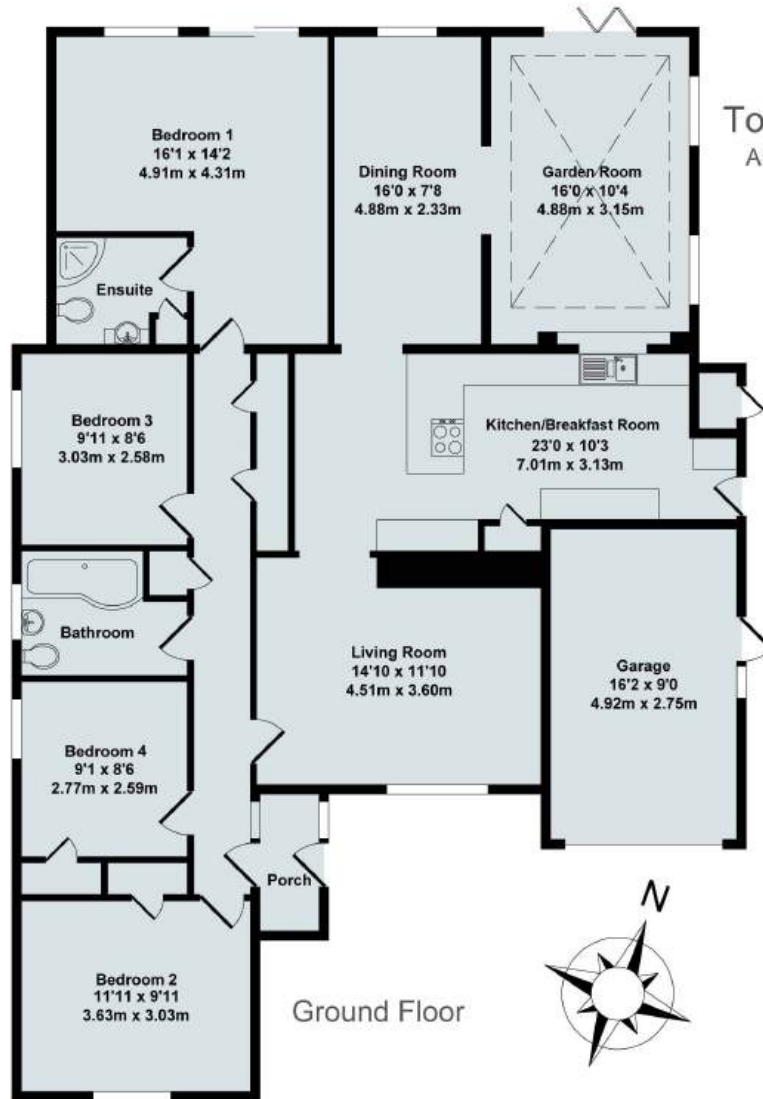 Bedroom 1
16'1 x 14'2
4.91m x 4.31m
Dining Room
16'0 x 7'8
4.88m x 2.33m
Garden Room
16'0 x 10'4
4.88m x 3.15m
To
A
Ensuite
Bedroom 3
9'11 x 8'6
3.03m x 2.58m
Kitchen/Breakfast Room
23'0 x 10'3
7.01m x 3.13m
Bathroom
Living Room
14'10 x 11'10
4.51m x 3.60m
Garage
16'2 x 9'0
4.92m x 2.75m
Bedroom 4
9'1 x 8'6
2.77m x 2.59m
Porch
N
Bedroom 2
11'11 x 9'11
3.63m x 3.03m
Ground Floor